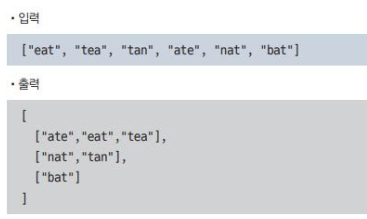 • 입력
["eat", "tea", "tan", "ate", "nat", "bat"]
• 출력
[
["ate","eat","tea"],
["nat","tan"],
["bat"]
]